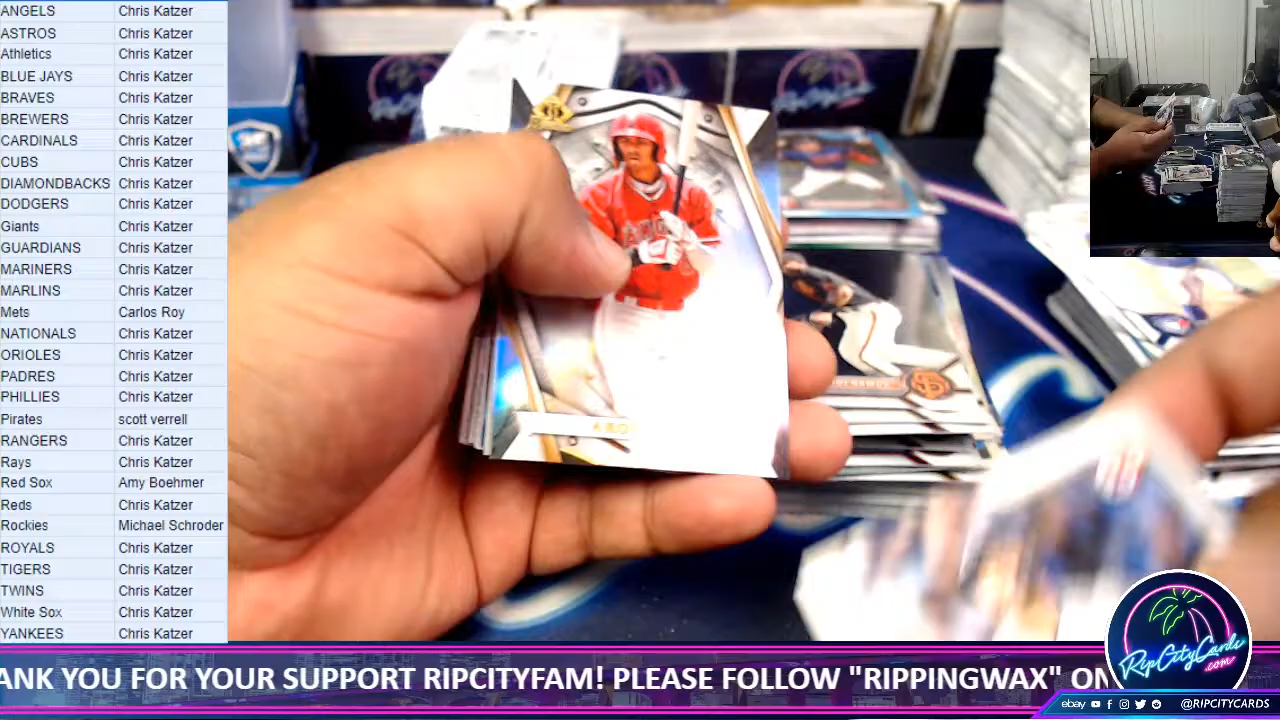 ANGELS Chris Katzer
ASTROS Chris Katzer
Athletics Chris Katzer
BLUE JAYS Chris Katzer
BRAVES Chris Katzer
BREWERS Chris Katzer
CARDINALS Chris Katzer
CUBS Chris Katzer
DIAMONDBACKS Chris Katzer
DODGERS Chris Katzer
Giants Chris Katzer
GUARDIANS Chris Katzer
MARINERS Chris Katzer
MARLINS Chris Katzer
Mets Carlos Roy
NATIONALS Chris Katzer
ORIOLES Chris Katzer
PADRES Chris Katzer
PHILLIES Chris Katzer
Pirates scott verrell
RANGERS Chris Katzer
Rays Chris Katzer
Red Sox Amy Boehmer
Reds Chris Katzer
Rockies Michael Schroder
ROYALS Chris Katzer
TIGERS Chris Katzer
TWINS Chris Katzer
White Sox Chris Katzer
YANKEES Chris Katzer
ANK YOU FOR YOUR SUPPORT RIPCITYFAM! PLEASE FOLLOW "RIPPINGWAX" ON
RipCityCards
.com
ebay @RIPCITYCARDS